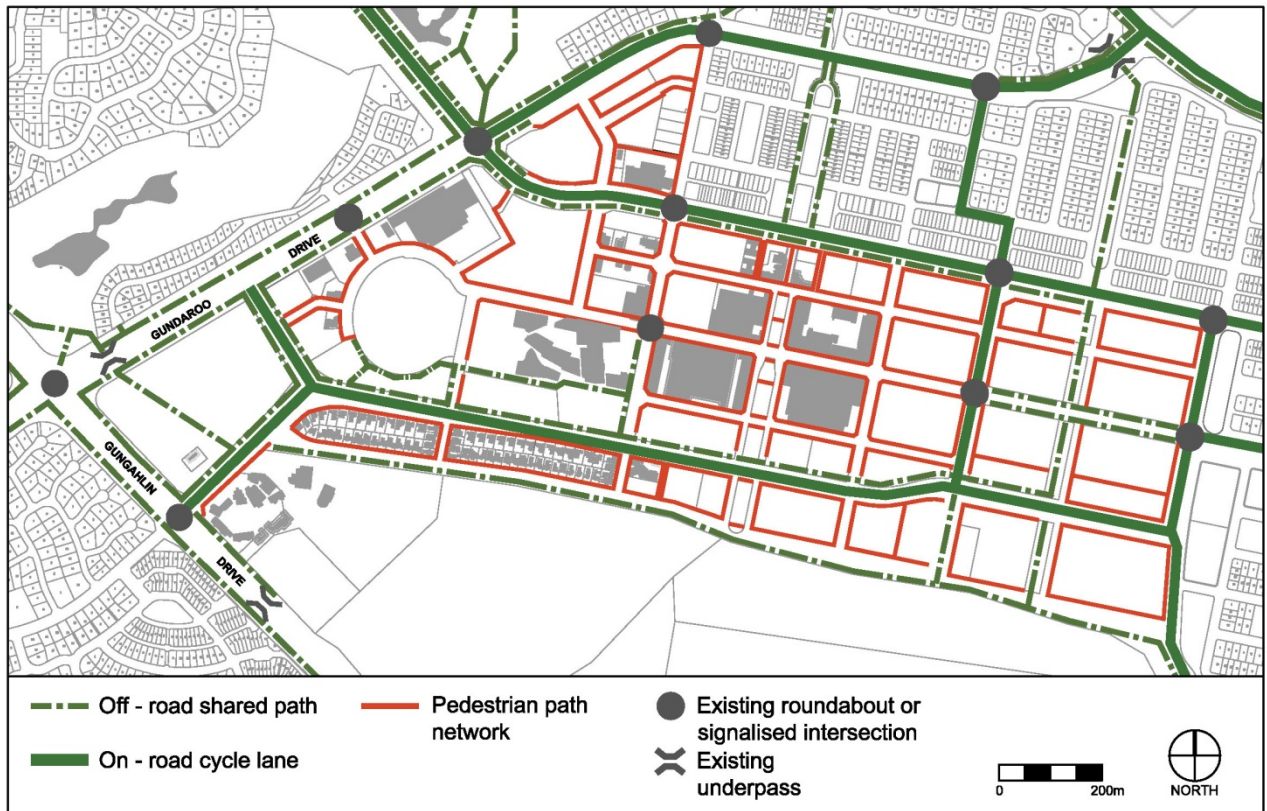 GUNDAROO
DRIVE
GUNGAHLIN
DRIVE
Off - road shared path
On - road cycle lane
Pedestrian path
network
Existing roundabout or
signalised intersection
Existing
underpass
0
200m
NORTH